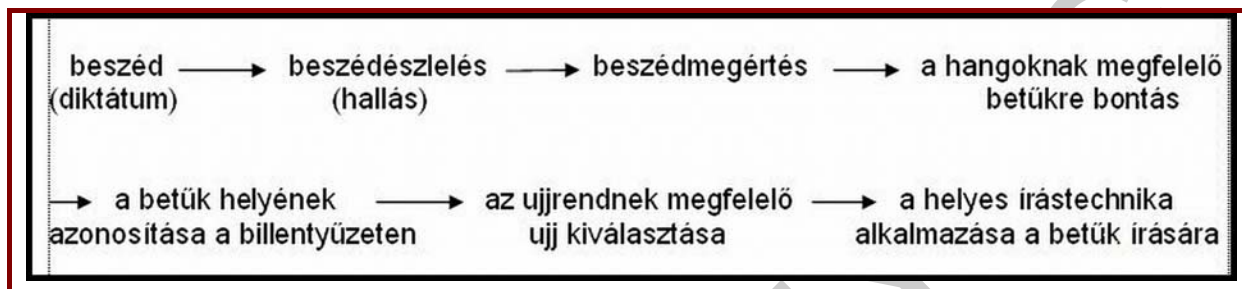 beszéd → beszédészlelés → beszédmegértés → a hangoknak megfelelő
(diktátum) (hallás) betűkre bontás
→ a betűk helyének → az ujjrendnek megfelelő → a helyes írástechnika
azonosítása a billentyűzeten ujj kiválasztása alkalmazása a betűk írására